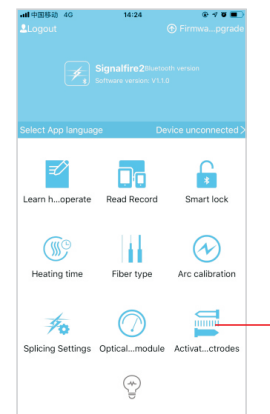 中国移动 4G 14:24
Logout Firmwa...pgrade
Signalfire2Bluetooth version
Software version: V1.1.0
Select App language Device unconnected
Learn h...operate Read Record Smart lock
Heating time Fiber type Arc calibration
Splicing Settings Optical...module Activat...ctrodes